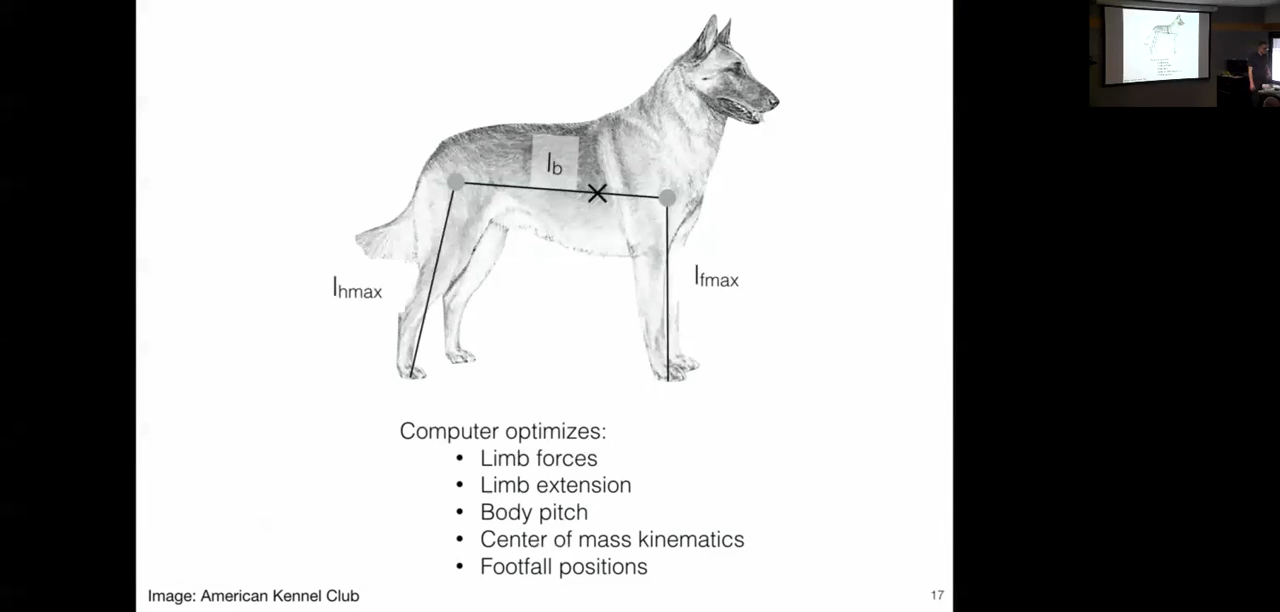 lb
lhmax
lfmax
Computer optimizes:
• Limb forces
• Limb extension
• Body pitch
• Center of mass kinematics
• Footfall positions
Image: American Kennel Club
17